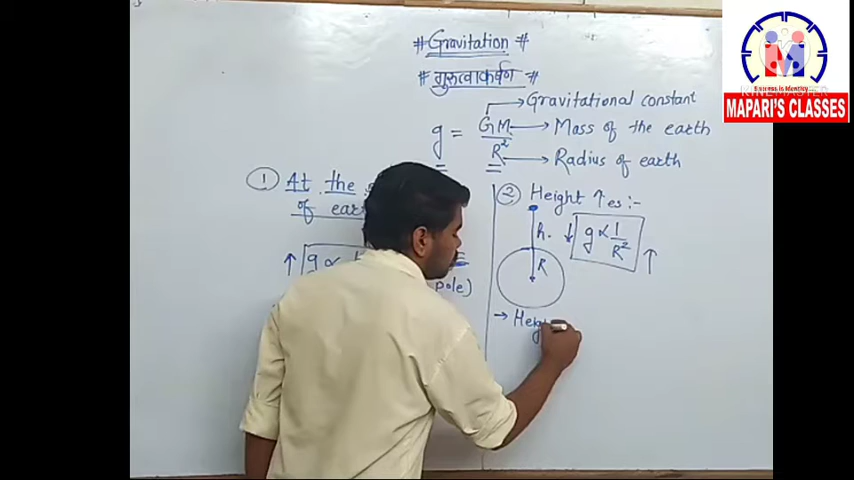 # Gravitation #
# गुरुत्वाकर्षण #
Gravitational constant
g = GM/R² Mass of the earth
Radius of earth
① At the
of
g ∝
pole)
② Height ↑es :-
h.
↓ g ∝ 1/R² ↑
R
→ Heig
MAPARI'S CLASSES